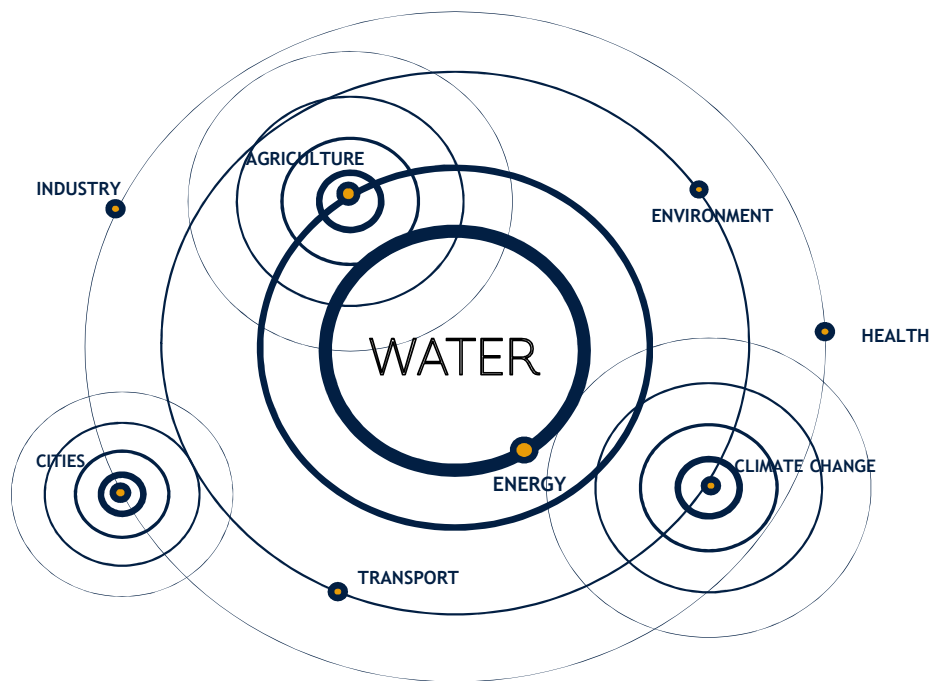 AGRICULTURE
INDUSTRY
ENVIRONMENT
HEALTH
WATER
CITIES
CLIMATE CHANGE
ENERGY
TRANSPORT